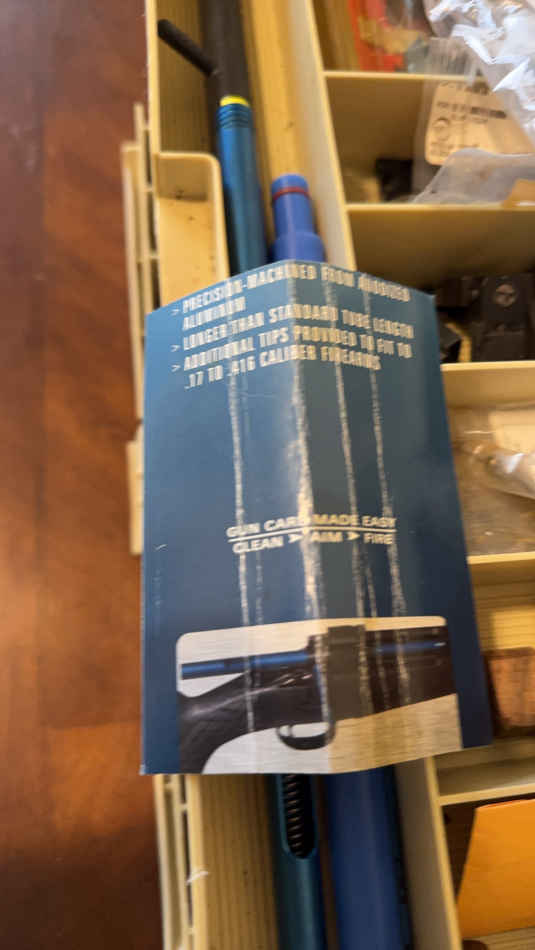 > PRECISION-MACHINED FROM ANODIZED
ALUMINUM
> LONGER THAN STANDARD TUBE LENGTH
> ADDITIONAL TIPS PROVIDED TO FIT TO
.17 TO .416 CALIBER FIREARMS
GUN CARE MADE EASY
CLEAN > AIM > FIRE